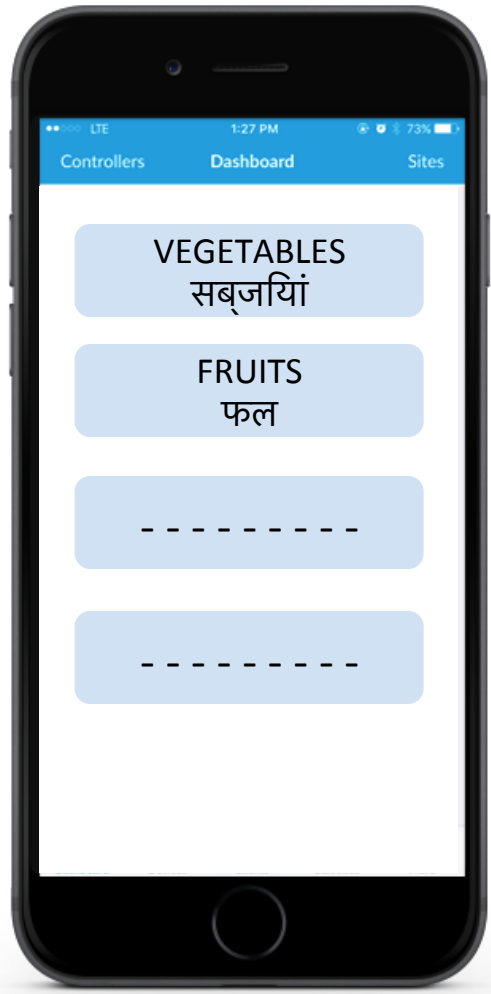 LTE 1:27 PM 73%
Controllers Dashboard Sites
VEGETABLES
सब्जियां
FRUITS
फल
- - - - - - - - -
- - - - - - - - -